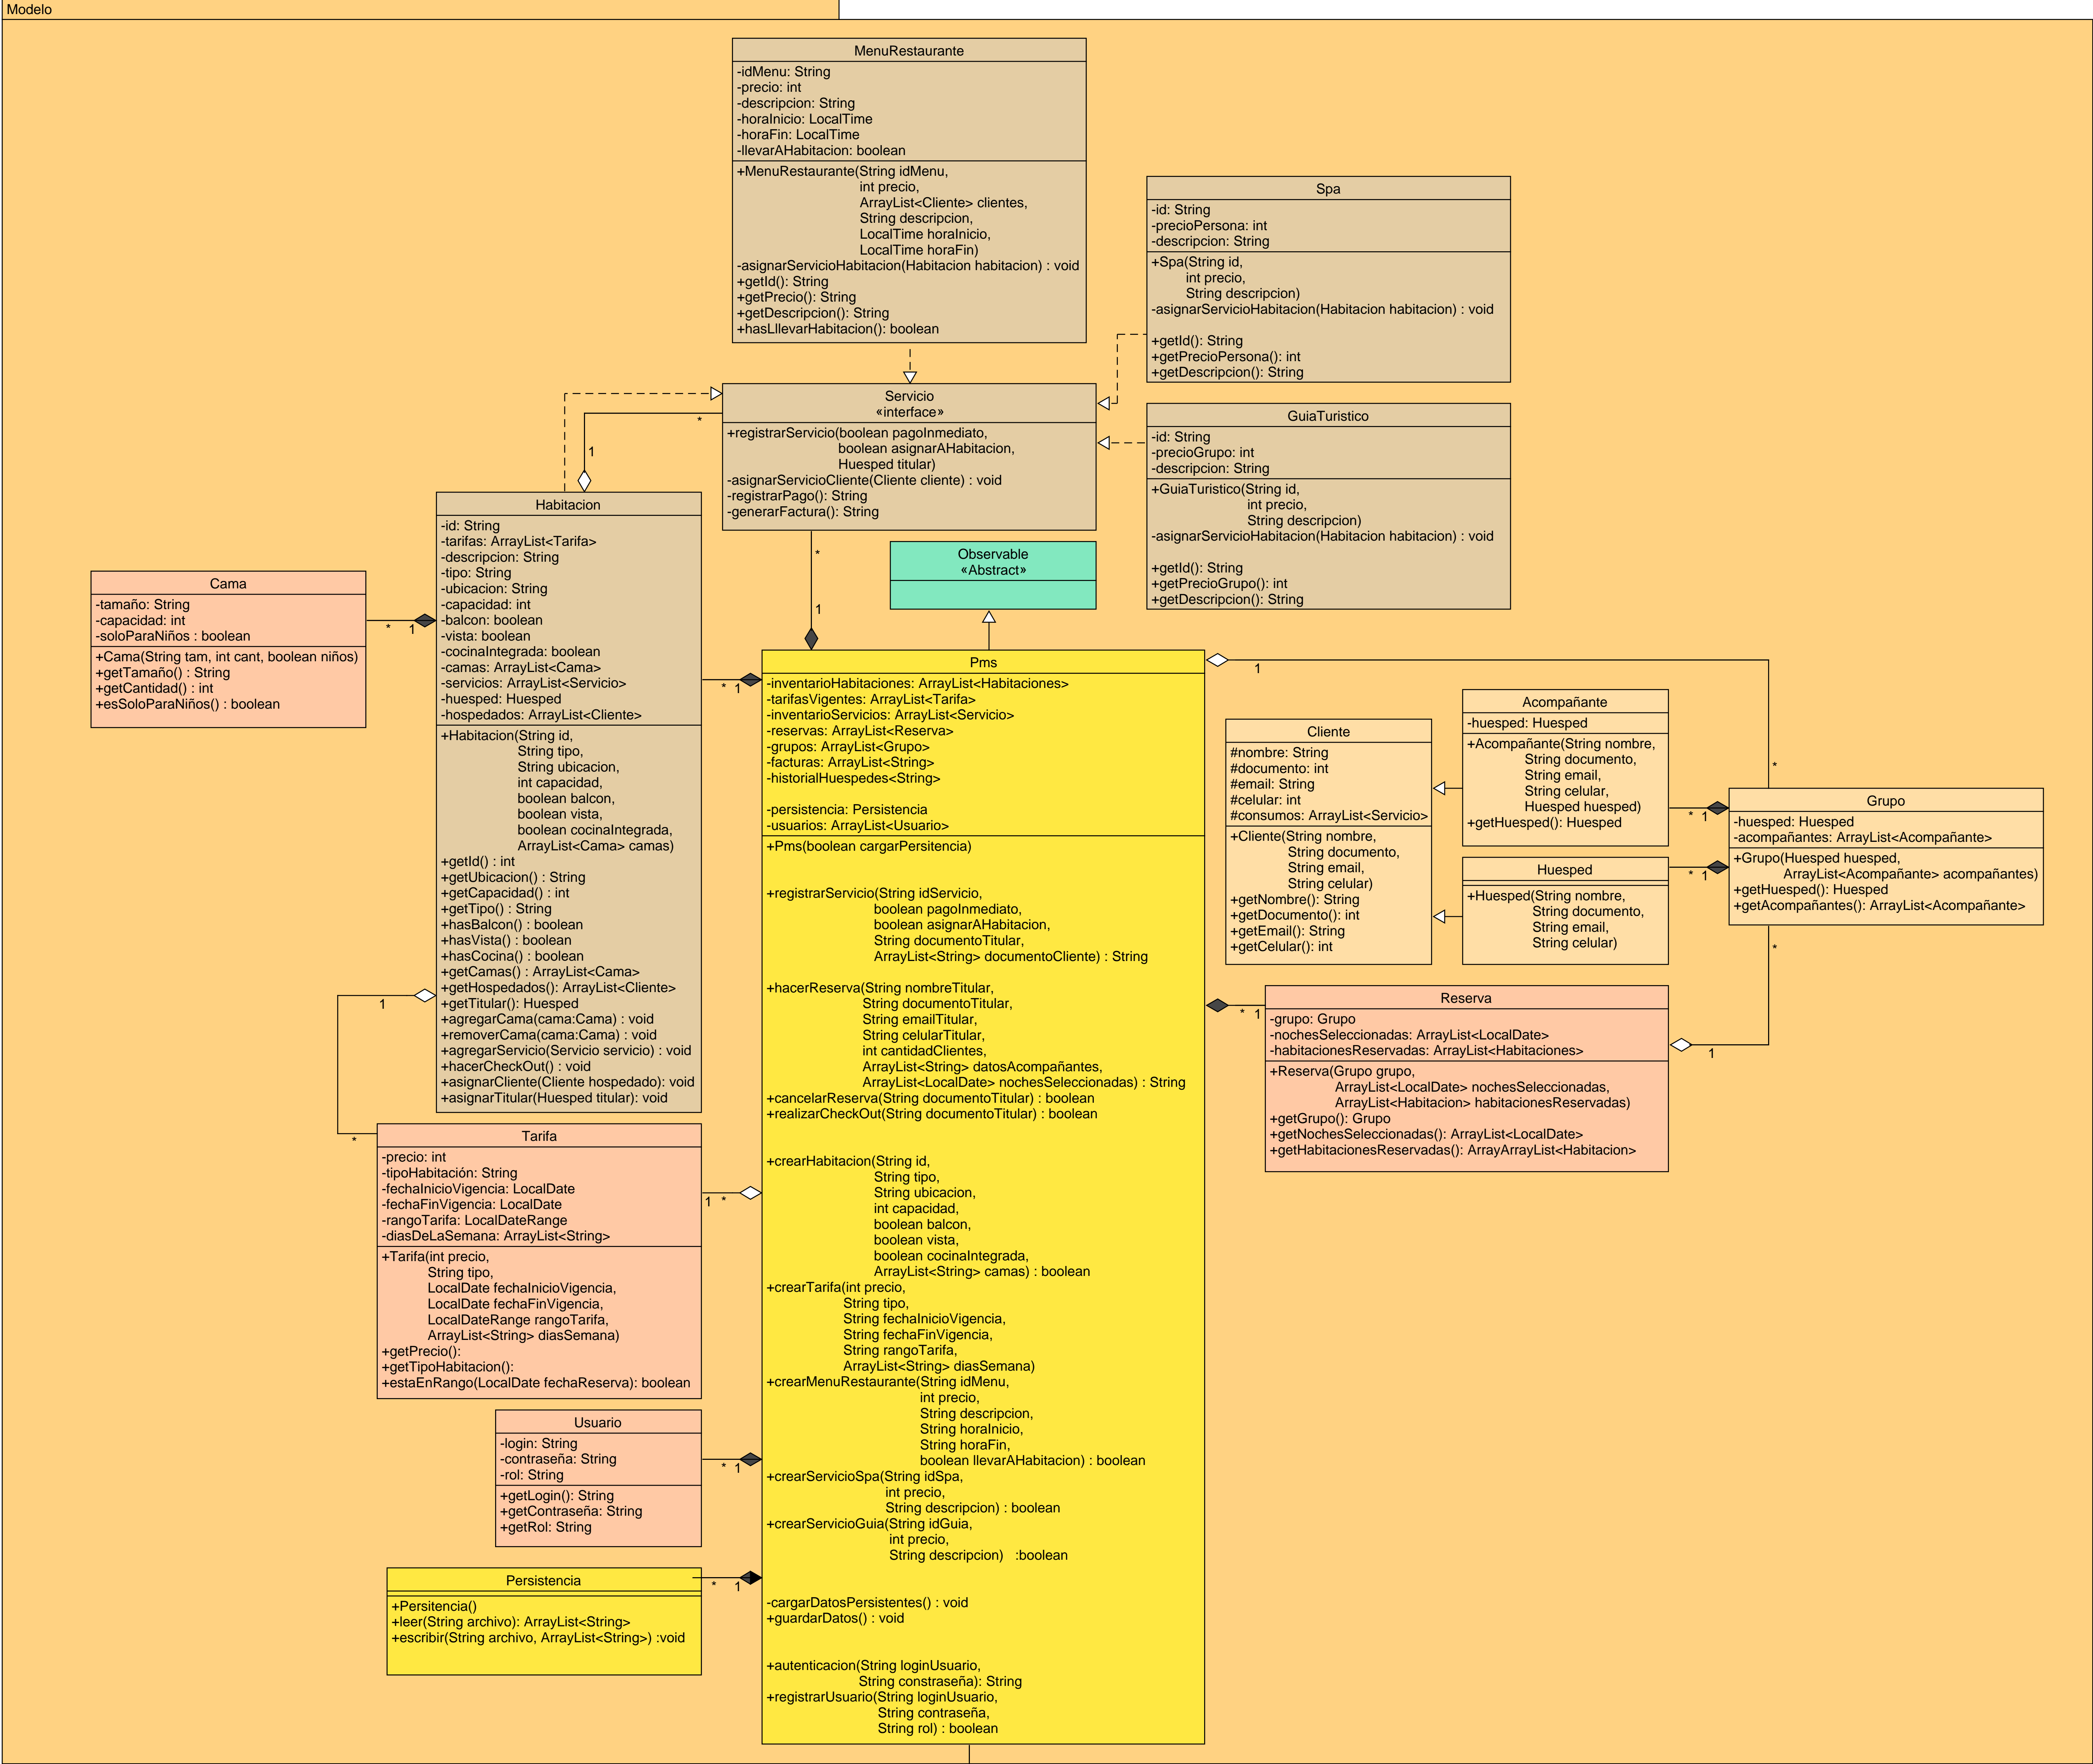 Modelo
MenuRestaurante
-idMenu: String
-precio: int
-descripcion: String
-horaInicio: LocalTime
-horaFin: LocalTime
-llevarAHabitacion: boolean
+MenuRestaurante(String idMenu,
int precio,
ArrayList<Cliente> clientes,
String descripcion,
LocalTime horaInicio,
LocalTime horaFin)
-asignarServicioHabitacion(Habitacion habitacion) : void
+getId(): String
+getPrecio(): String
+getDescripcion(): String
+hasLllevarHabitacion(): boolean
Spa
-id: String
-precioPersona: int
-descripcion: String
+Spa(String id,
int precio,
String descripcion)
-asignarServicioHabitacion(Habitacion habitacion) : void
+getId(): String
+getPrecioPersona(): int
+getDescripcion(): String
Servicio
«interface»
+registrarServicio(boolean pagoInmediato,
boolean asignarAHabitacion,
Huesped titular)
-asignarServicioCliente(Cliente cliente) : void
-registrarPago(): String
-generarFactura(): String
*
1
*
1
GuiaTuristico
-id: String
-precioGrupo: int
-descripcion: String
+GuiaTuristico(String id,
int precio,
String descripcion)
-asignarServicioHabitacion(Habitacion habitacion) : void
+getId(): String
+getPrecioGrupo(): int
+getDescripcion(): String
Observable
«Abstract»
Habitacion
-id: String
-tarifas: ArrayList<Tarifa>
-descripcion: String
-tipo: String
-ubicacion: String
-capacidad: int
-balcon: boolean
-vista: boolean
-cocinaIntegrada: boolean
-camas: ArrayList<Cama>
-servicios: ArrayList<Servicio>
-huesped: Huesped
-hospedados: ArrayList<Cliente>
+Habitacion(String id,
String tipo,
String ubicacion,
int capacidad,
boolean balcon,
boolean vista,
boolean cocinaIntegrada,
ArrayList<Cama> camas)
+getId() : int
+getUbicacion() : String
+getCapacidad() : int
+getTipo() : String
+hasBalcon() : boolean
+hasVista() : boolean
+hasCocina() : boolean
+getCamas() : ArrayList<Cama>
+getHospedados(): ArrayList<Cliente>
+getTitular(): Huesped
+agregarCama(cama:Cama) : void
+removerCama(cama:Cama) : void
+agregarServicio(Servicio servicio) : void
+hacerCheckOut() : void
+asignarCliente(Cliente hospedado): void
+asignarTitular(Huesped titular): void
Cama
-tamaño: String
-capacidad: int
-soloParaNiños : boolean
+Cama(String tam, int cant, boolean niños)
+getTamaño() : String
+getCantidad() : int
+esSoloParaNiños() : boolean
* 1
* 1
1
*
Pms
-inventarioHabitaciones: ArrayList<Habitaciones>
-tarifasVigentes: ArrayList<Tarifa>
-inventarioServicios: ArrayList<Servicio>
-reservas: ArrayList<Reserva>
-grupos: ArrayList<Grupo>
-facturas: ArrayList<String>
-historialHuespedes<String>
-persistencia: Persistencia
-usuarios: ArrayList<Usuario>
+Pms(boolean cargarPersitencia)
+registrarServicio(String idServicio,
boolean pagoInmediato,
boolean asignarAHabitacion,
String documentoTitular,
ArrayList<String> documentoCliente) : String
+hacerReserva(String nombreTitular,
String documentoTitular,
String emailTitular,
String celularTitular,
int cantidadClientes,
ArrayList<String> datosAcompañantes,
ArrayList<LocalDate> nochesSeleccionadas) : String
+cancelarReserva(String documentoTitular) : boolean
+realizarCheckOut(String documentoTitular) : boolean
+crearHabitacion(String id,
String tipo,
String ubicacion,
int capacidad,
boolean balcon,
boolean vista,
boolean cocinaIntegrada,
ArrayList<String> camas) : boolean
+crearTarifa(int precio,
String tipo,
String fechaInicioVigencia,
String fechaFinVigencia,
String rangoTarifa,
ArrayList<String> diasSemana)
+crearMenuRestaurante(String idMenu,
int precio,
String descripcion,
String horaInicio,
String horaFin,
boolean llevarAHabitacion) : boolean
+crearServicioSpa(String idSpa,
int precio,
String descripcion) : boolean
+crearServicioGuia(String idGuia,
int precio,
String descripcion) :boolean
-cargarDatosPersistentes() : void
+guardarDatos() : void
+autenticacion(String loginUsuario,
String constraseña): String
+registrarUsuario(String loginUsuario,
String contraseña,
String rol) : boolean
1
*
Cliente
#nombre: String
#documento: int
#email: String
#celular: int
#consumos: ArrayList<Servicio>
+Cliente(String nombre,
String documento,
String email,
String celular)
+getNombre(): String
+getDocumento(): int
+getEmail(): String
+getCelular(): int
Acompañante
-huesped: Huesped
+Acompañante(String nombre,
String documento,
String email,
String celular,
Huesped huesped)
+getHuesped(): Huesped
* 1
Huesped
+Huesped(String nombre,
String documento,
String email,
String celular)
* 1
Grupo
-huesped: Huesped
-acompañantes: ArrayList<Acompañante>
+Grupo(Huesped huesped,
ArrayList<Acompañante> acompañantes)
+getHuesped(): Huesped
+getAcompañantes(): ArrayList<Acompañante>
*
1
Reserva
-grupo: Grupo
-nochesSeleccionadas: ArrayList<LocalDate>
-habitacionesReservadas: ArrayList<Habitaciones>
+Reserva(Grupo grupo,
ArrayList<LocalDate> nochesSeleccionadas,
ArrayList<Habitacion> habitacionesReservadas)
+getGrupo(): Grupo
+getNochesSeleccionadas(): ArrayList<LocalDate>
+getHabitacionesReservadas(): ArrayArrayList<Habitacion>
* 1
Tarifa
-precio: int
-tipoHabitación: String
-fechaInicioVigencia: LocalDate
-fechaFinVigencia: LocalDate
-rangoTarifa: LocalDateRange
-diasDeLaSemana: ArrayList<String>
+Tarifa(int precio,
String tipo,
LocalDate fechaInicioVigencia,
LocalDate fechaFinVigencia,
LocalDateRange rangoTarifa,
ArrayList<String> diasSemana)
+getPrecio():
+getTipoHabitacion():
+estaEnRango(LocalDate fechaReserva): boolean
1 *
Usuario
-login: String
-contraseña: String
-rol: String
+getLogin(): String
+getContraseña: String
+getRol: String
* 1
Persistencia
+Persitencia()
+leer(String archivo): ArrayList<String>
+escribir(String archivo, ArrayList<String>) :void
* 1